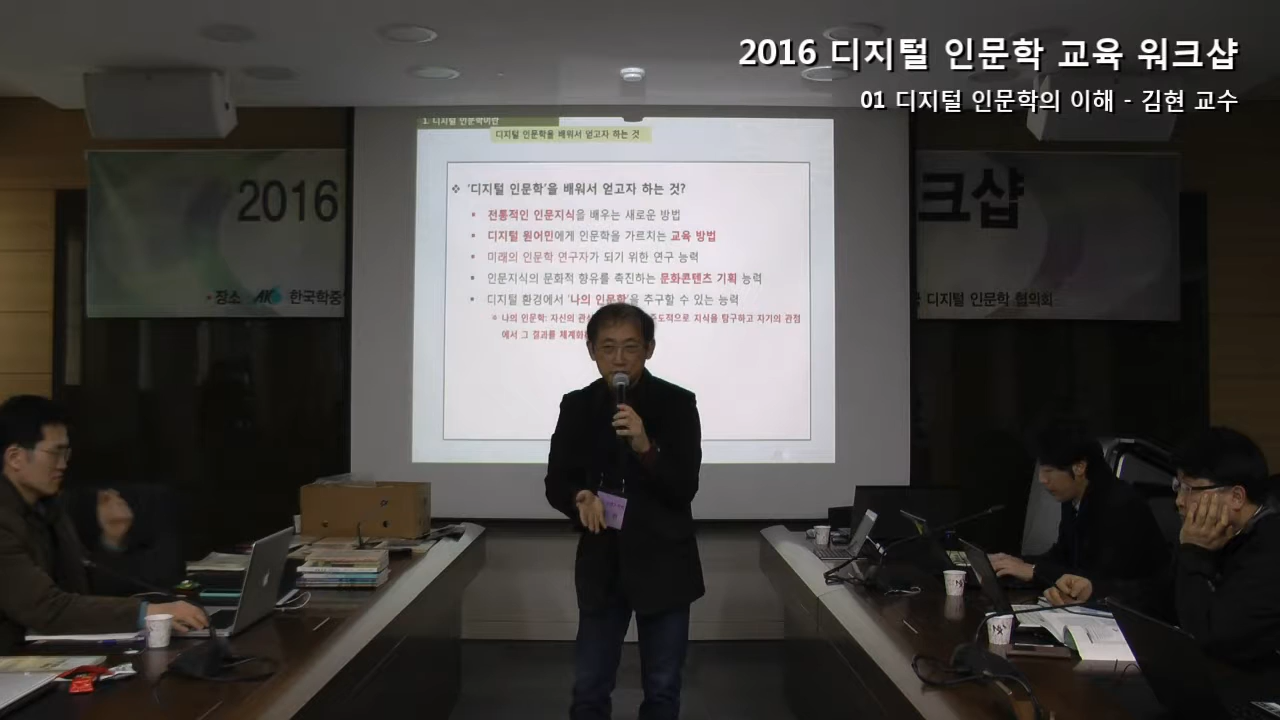 2016 디지털 인문학 교육 워크샵
01 디지털 인문학의 이해 - 김현 교수
1. 디지털 인문학이란
디지털 인문학을 배워서 얻고자 하는 것
❖ '디지털 인문학'을 배워서 얻고자 하는 것?
▪ 전통적인 인문지식을 배우는 새로운 방법
▪ 디지털 원어민에게 인문학을 가르치는 교육 방법
▪ 미래의 인문학 연구자가 되기 위한 연구 능력
▪ 인문지식의 문화적 향유를 촉진하는 문화콘텐츠 기획 능력
▪ 디지털 환경에서 '나의 인문학'을 추구할 수 있는 능력
※ 나의 인문학: 자신의 관심 주도적으로 지식을 탐구하고 자기의 관점
에서 그 결과를 체계화
2016 크샵
• 장소 AKS 한국학중 디지털 인문학 협의회